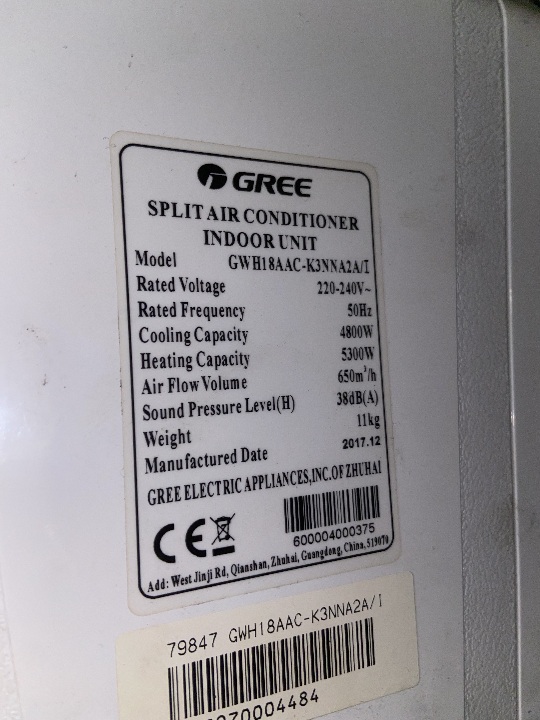 GREE
SPLIT AIR CONDITIONER
INDOOR UNIT
Model GWH18AAC-K3NNA2A/I
Rated Voltage 220-240V~
Rated Frequency 50Hz
Cooling Capacity 4800W
Heating Capacity 5300W
Air Flow Volume 650m³/h
Sound Pressure Level(H) 38dB(A)
Weight 11kg
Manufactured Date 2017.12
GREE ELECTRIC APPLIANCES,INC.OF ZHUHAI
CE
600004000375
Add: West Jinji Rd, Qianshan, Zhuhai, Guangdong, China, 519070
79847 GWH18AAC-K3NNA2A/I
70004484